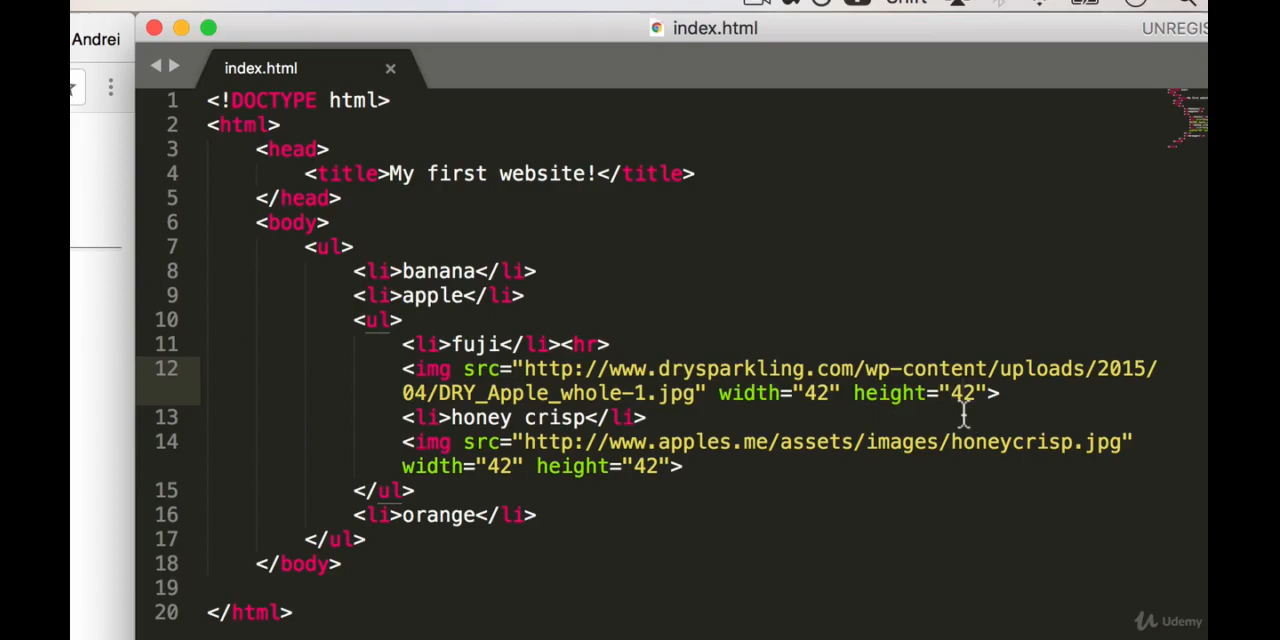 Shift
Andrei
index.html
UNREGIS
index.html
1 <!DOCTYPE html>
2 <html>
3 <head>
4 <title>My first website!</title>
5 </head>
6 <body>
7 <ul>
8 <li>banana</li>
9 <li>apple</li>
10 <ul>
11 <li>fuji</li><hr>
12 <img src="http://www.drysparkling.com/wp-content/uploads/2015/
04/DRY_Apple_whole-1.jpg" width="42" height="42">
13 <li>honey crisp</li>
14 <img src="http://www.apples.me/assets/images/honeycrisp.jpg"
width="42" height="42">
15 </ul>
16 <li>orange</li>
17 </ul>
18 </body>
19
20 </html>
Udemy